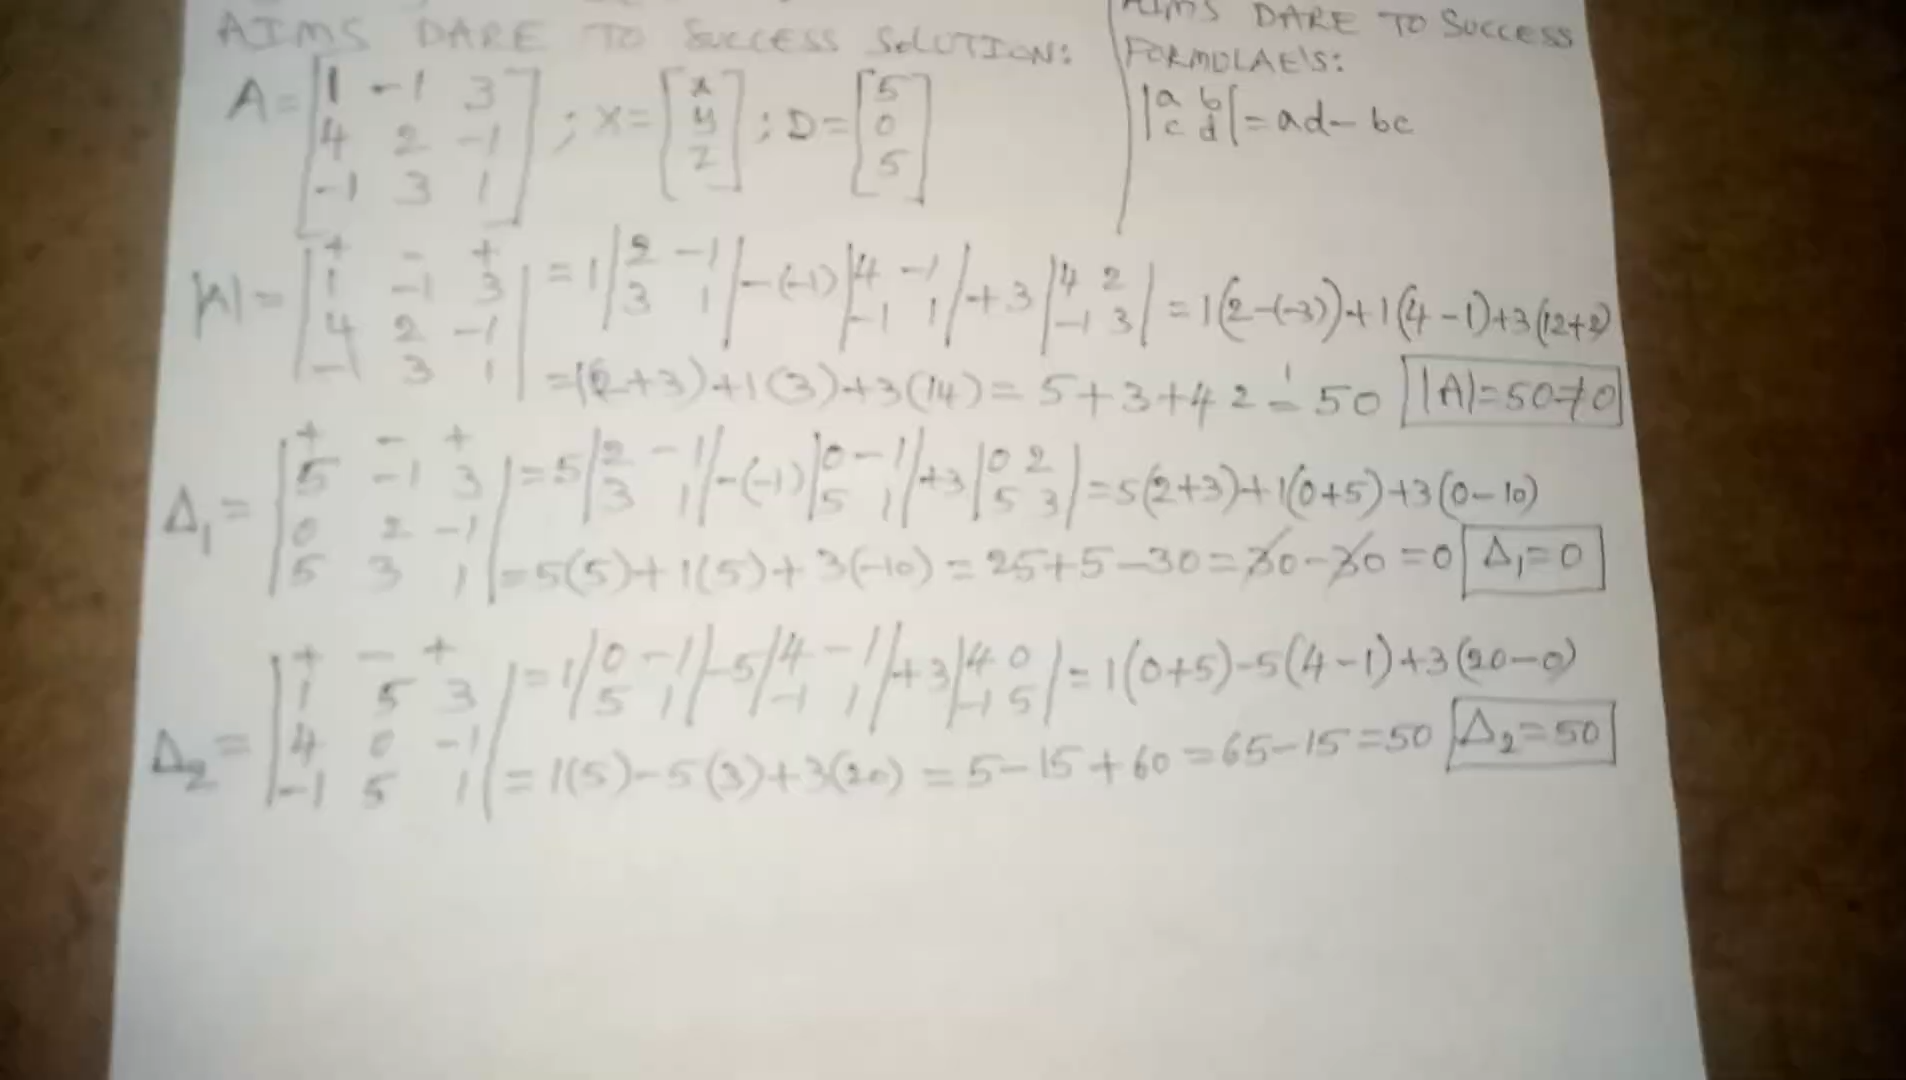 AIMS DARE TO SUCCESS SOLUTION:
A = [1 -1 3; 4 2 -1; -1 3 1] ; X = [x; y; z] ; D = [5; 0; 5]
AIMS DARE TO SUCCESS
FORMULAE'S:
|a b; c d| = ad - bc
+ - +
|A| = |1 -1 3; 4 2 -1; -1 3 1| = 1|2 -1; 3 1| - (-1)|4 -1; -1 1| + 3|4 2; -1 3| = 1(2-(-3)) + 1(4-1) + 3(12+2)
= 1(2+3) + 1(3) + 3(14) = 5 + 3 + 42 = 50 |A| = 50 ≠ 0
+ - +
Δ₁ = |5 -1 3; 0 2 -1; 5 3 1| = 5|2 -1; 3 1| - (-1)|0 -1; 5 1| + 3|0 2; 5 3| = 5(2+3) + 1(0+5) + 3(0-10)
= 5(5) + 1(5) + 3(-10) = 25 + 5 - 30 = 30 - 30 = 0 Δ₁ = 0
+ - +
Δ₂ = |1 5 3; 4 0 -1; -1 5 1| = 1|0 -1; 5 1| - 5|4 -1; -1 1| + 3|4 0; -1 5| = 1(0+5) - 5(4-1) + 3(20-0)
= 1(5) - 5(3) + 3(20) = 5 - 15 + 60 = 65 - 15 = 50 Δ₂ = 50